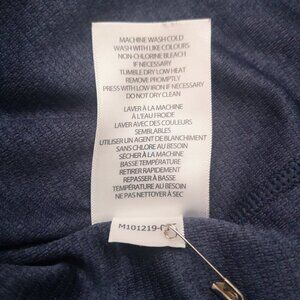 MACHINE WASH COLD
WASH WITH LIKE COLOURS
NON-CHLORINE BLEACH
IF NECESSARY
TUMBLE DRY LOW HEAT
REMOVE PROMPTLY
PRESS WITH LOW IRON IF NECESSARY
DO NOT DRY CLEAN
LAVER À LA MACHINE
À L'EAU FROIDE
LAVER AVEC DES COULEURS
SEMBLABLES
UTILISER UN AGENT DE BLANCHIMENT
SANS CHLORE AU BESOIN
SÉCHER À LA MACHINE
BASSE TEMPÉRATURE
RETIRER RAPIDEMENT
REPASSER À BASSE
TEMPÉRATURE AU BESOIN
NE PAS NETTOYER À SEC
M101219-